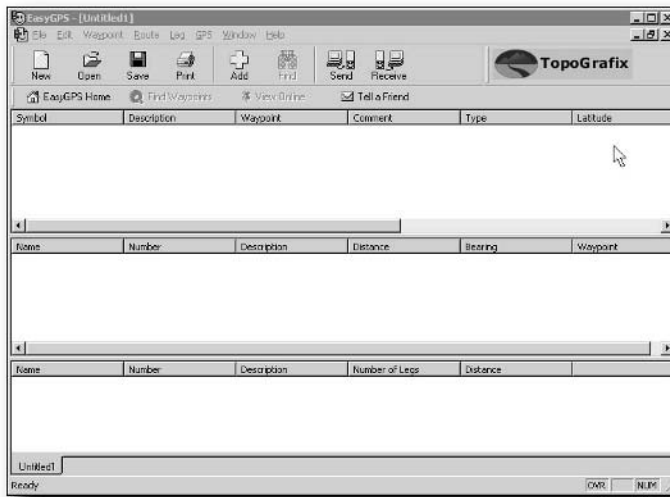 EasyGPS - [Untitled1]
File Edit Waypoint Route Leg GPS Window Help
New Open Save Print Add Find Send Receive TopoGrafix
EasyGPS Home Find Waypoints View Online Tell a Friend
Symbol Description Waypoint Comment Type Latitude
Name Number Description Distance Bearing Waypoint
Name Number Description Number of Legs Distance
Untitled1
Ready OVR NUM